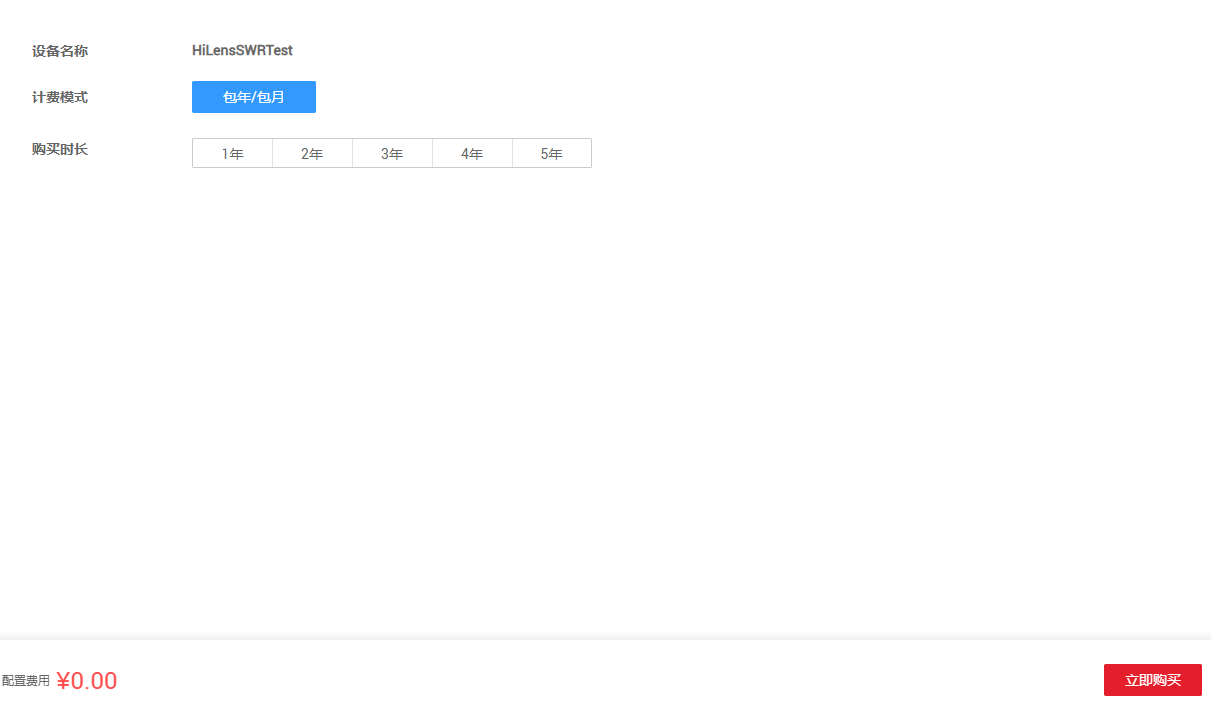 设备名称 HiLensSWRTest
计费模式 包年/包月
购买时长 1年 2年 3年 4年 5年
配置费用 ¥0.00 立即购买